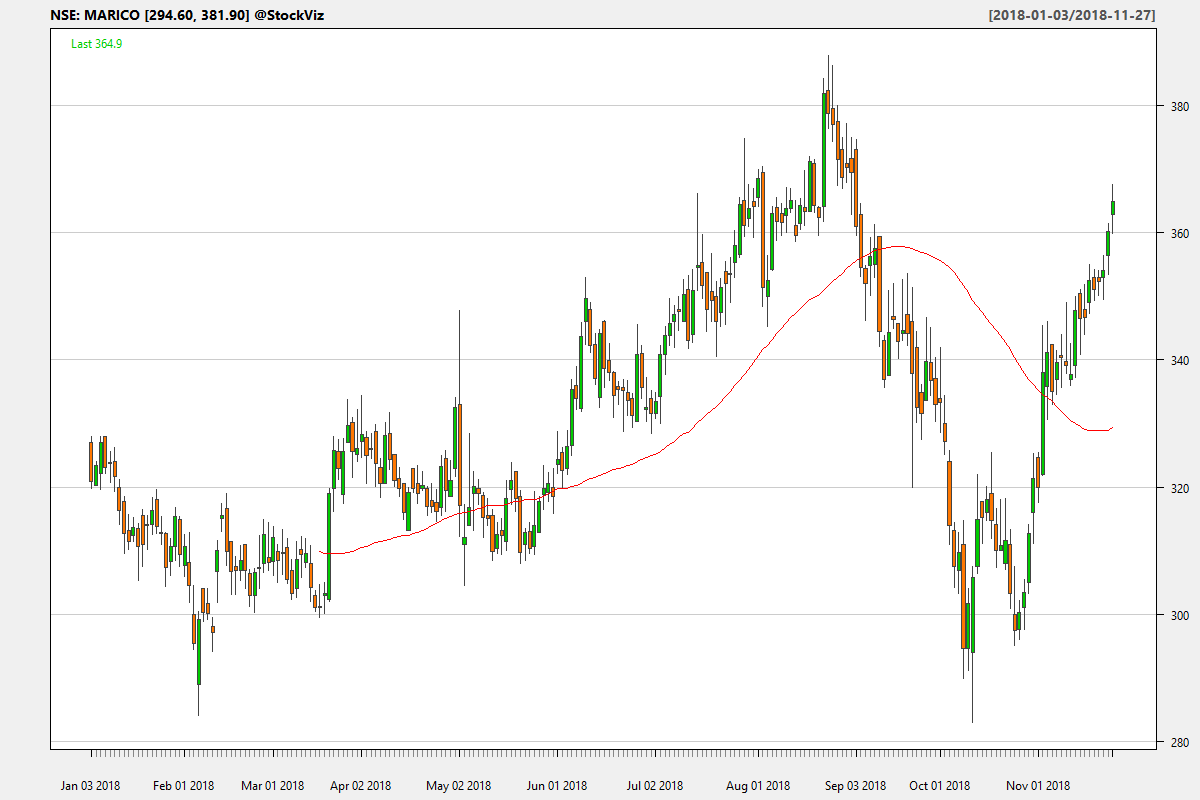 NSE: MARICO [294.60, 381.90] @StockViz
[2018-01-03/2018-11-27]
Last 364.9
380
360
340
320
300
280
Jan 03 2018
Feb 01 2018
Mar 01 2018
Apr 02 2018
May 02 2018
Jun 01 2018
Jul 02 2018
Aug 01 2018
Sep 03 2018
Oct 01 2018
Nov 01 2018